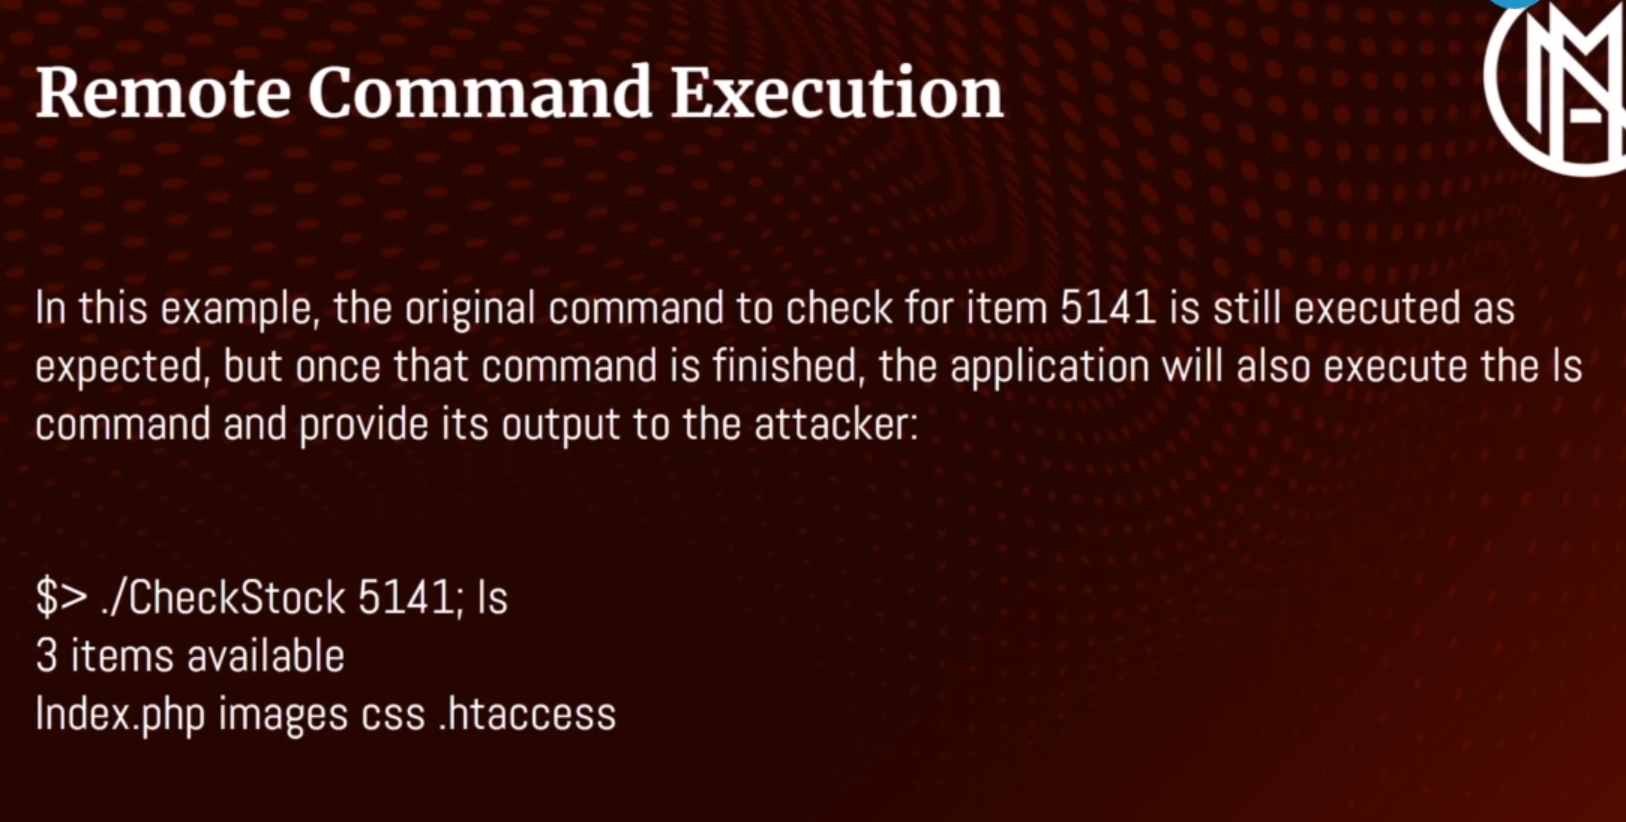 Remote Command Execution
In this example, the original command to check for item 5141 is still executed as
expected, but once that command is finished, the application will also execute the ls
command and provide its output to the attacker:
$> ./CheckStock 5141; ls
3 items available
Index.php images css .htaccess